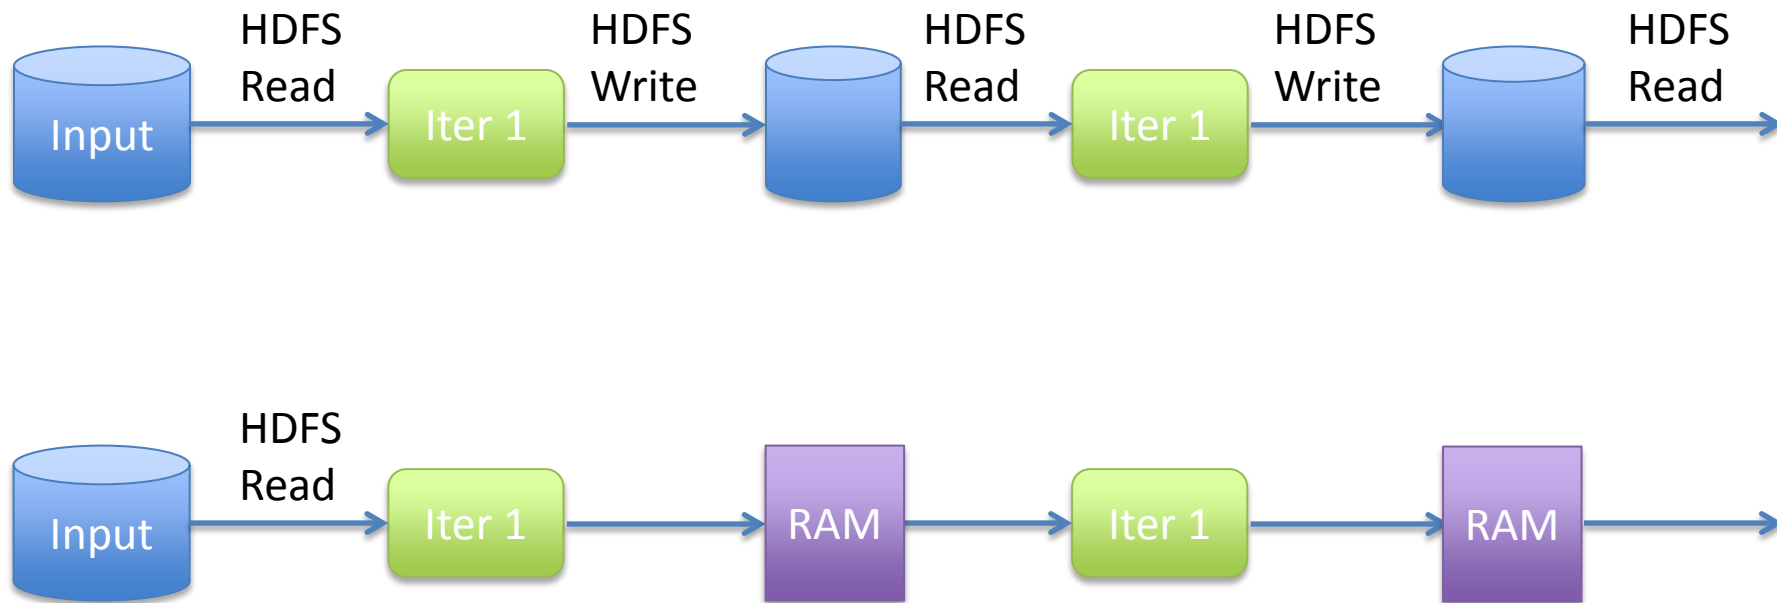 HDFS
Read
HDFS
Write
HDFS
Read
HDFS
Write
HDFS
Read
Input
Iter 1
Iter 1
HDFS
Read
Input
Iter 1
RAM
Iter 1
RAM